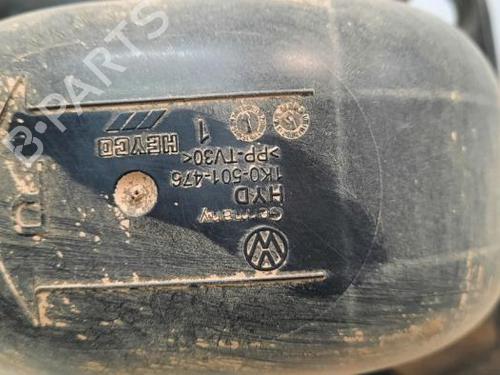 B-PARTS
Germany
HYD
1K0-501-476
>PP-TV30<
HEYCO
1